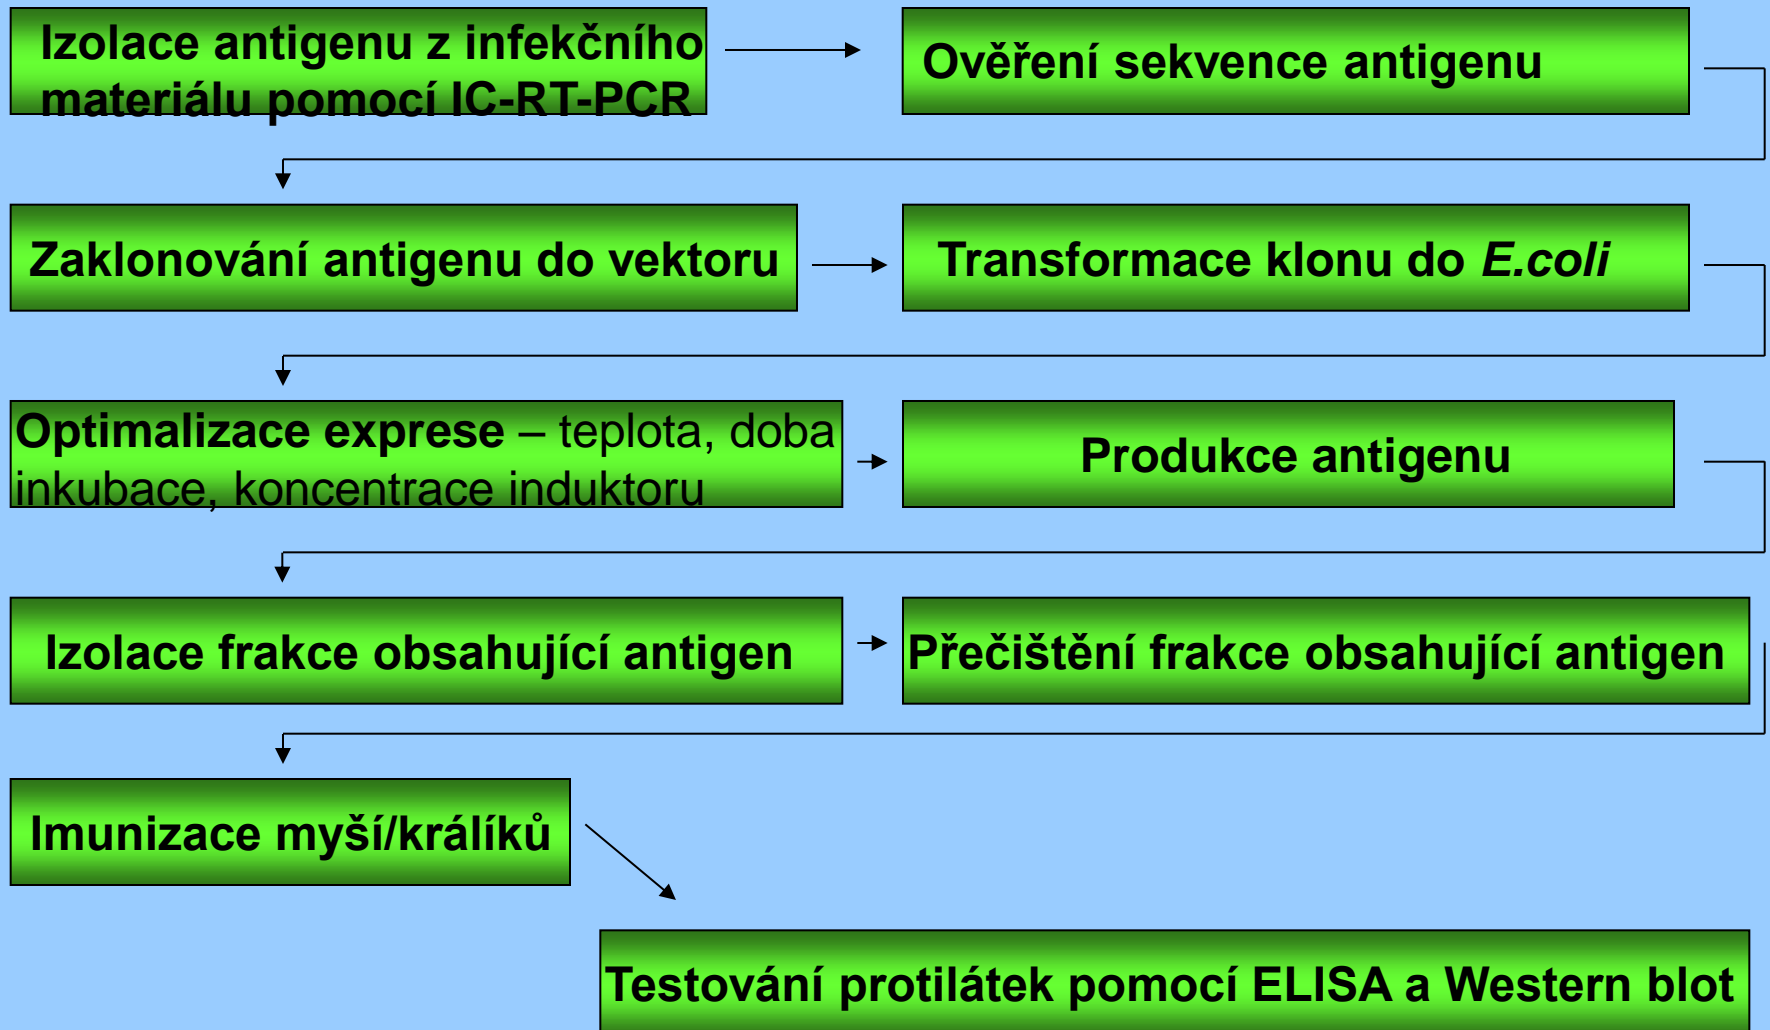 Izolace antigenu z infekčního
materiálu pomocí IC-RT-PCR
Ověření sekvence antigenu
Zaklonování antigenu do vektoru
Transformace klonu do E.coli
Optimalizace exprese – teplota, doba
inkubace, koncentrace induktoru
Produkce antigenu
Izolace frakce obsahující antigen
Přečištění frakce obsahující antigen
Imunizace myší/králíků
Testování protilátek pomocí ELISA a Western blot